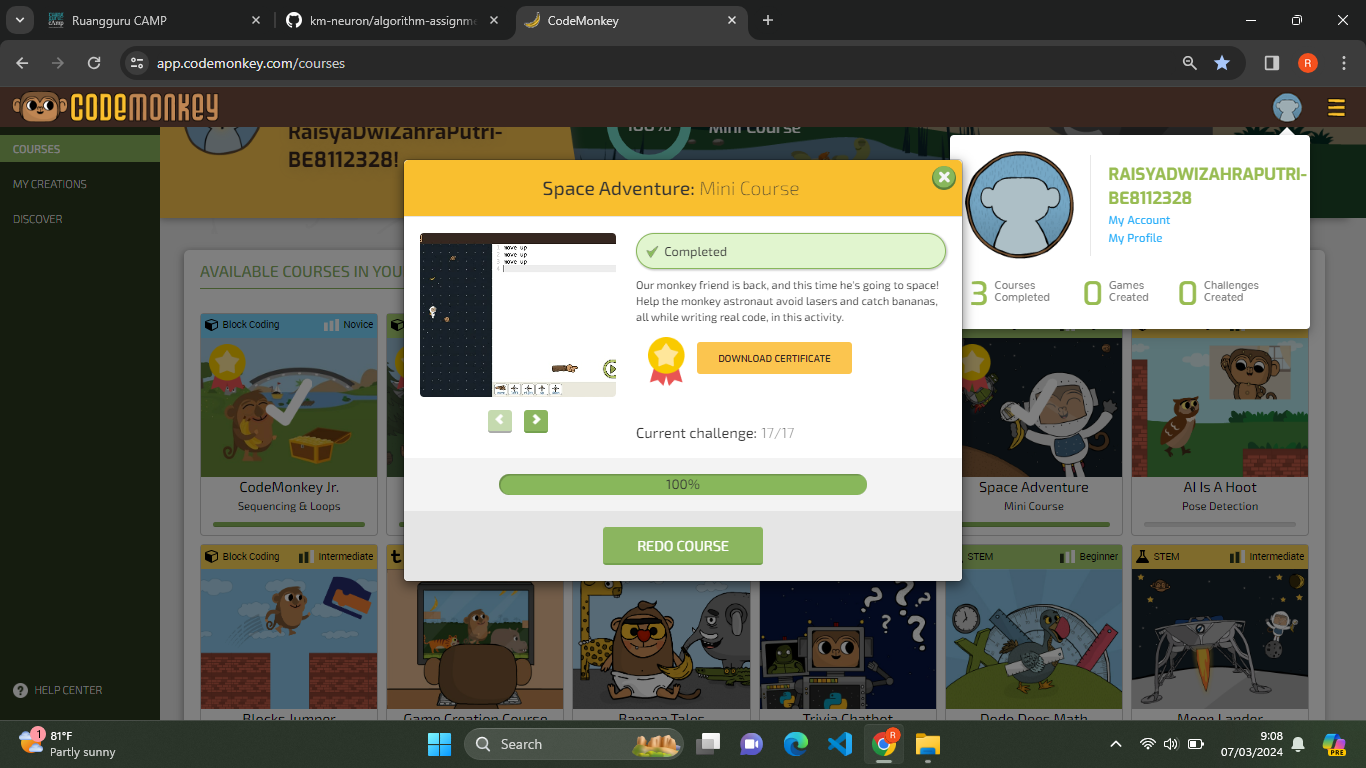 Ruangguru CAMP
km-neuron/algorithm-assignme
CodeMonkey
app.codemonkey.com/courses
R
CODEMONKEY
COURSES
MY CREATIONS
DISCOVER
HELP CENTER
RaisyaDwiZahraPutri-
BE8112328!
100%
Mini Course
RAISYADWIZAHRAPUTRI-
BE8112328
My Account
My Profile
3 Courses Completed
0 Games Created
0 Challenges Created
AVAILABLE COURSES IN YOU
Space Adventure: Mini Course
move up
move up
move up
Completed
Our monkey friend is back, and this time he's going to space!
Help the monkey astronaut avoid lasers and catch bananas,
all while writing real code, in this activity.
DOWNLOAD CERTIFICATE
Current challenge: 17/17
100%
REDO COURSE
Block Coding Novice
CodeMonkey Jr.
Sequencing & Loops
Space Adventure
Mini Course
AI Is A Hoot
Pose Detection
Block Coding Intermediate
STEM Beginner
STEM Intermediate
Blocks Jumper
Game Creation Course
Banana Tales
Trivia Chatbot
Dodo Does Math
Moon Lander
1
81°F
Partly sunny
Search
R
9:08
07/03/2024
PRE